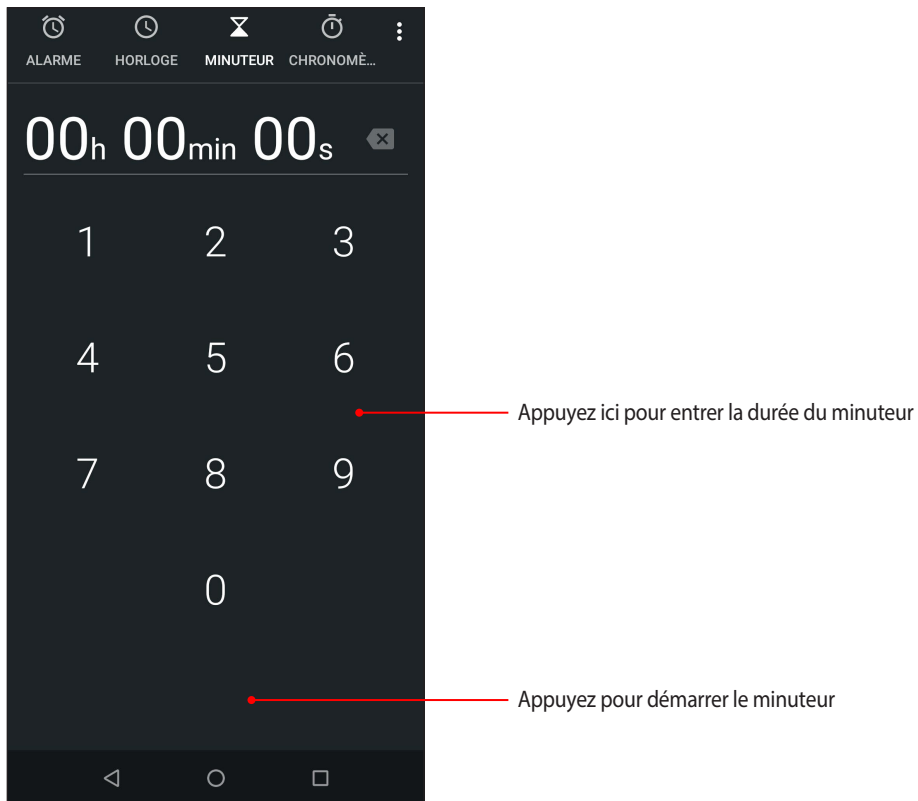 ALARME HORLOGE MINUTEUR CHRONOMÈ...
00h 00min 00s
1 2 3
4 5 6
Appuyez ici pour entrer la durée du minuteur
7 8 9
0
Appuyez pour démarrer le minuteur